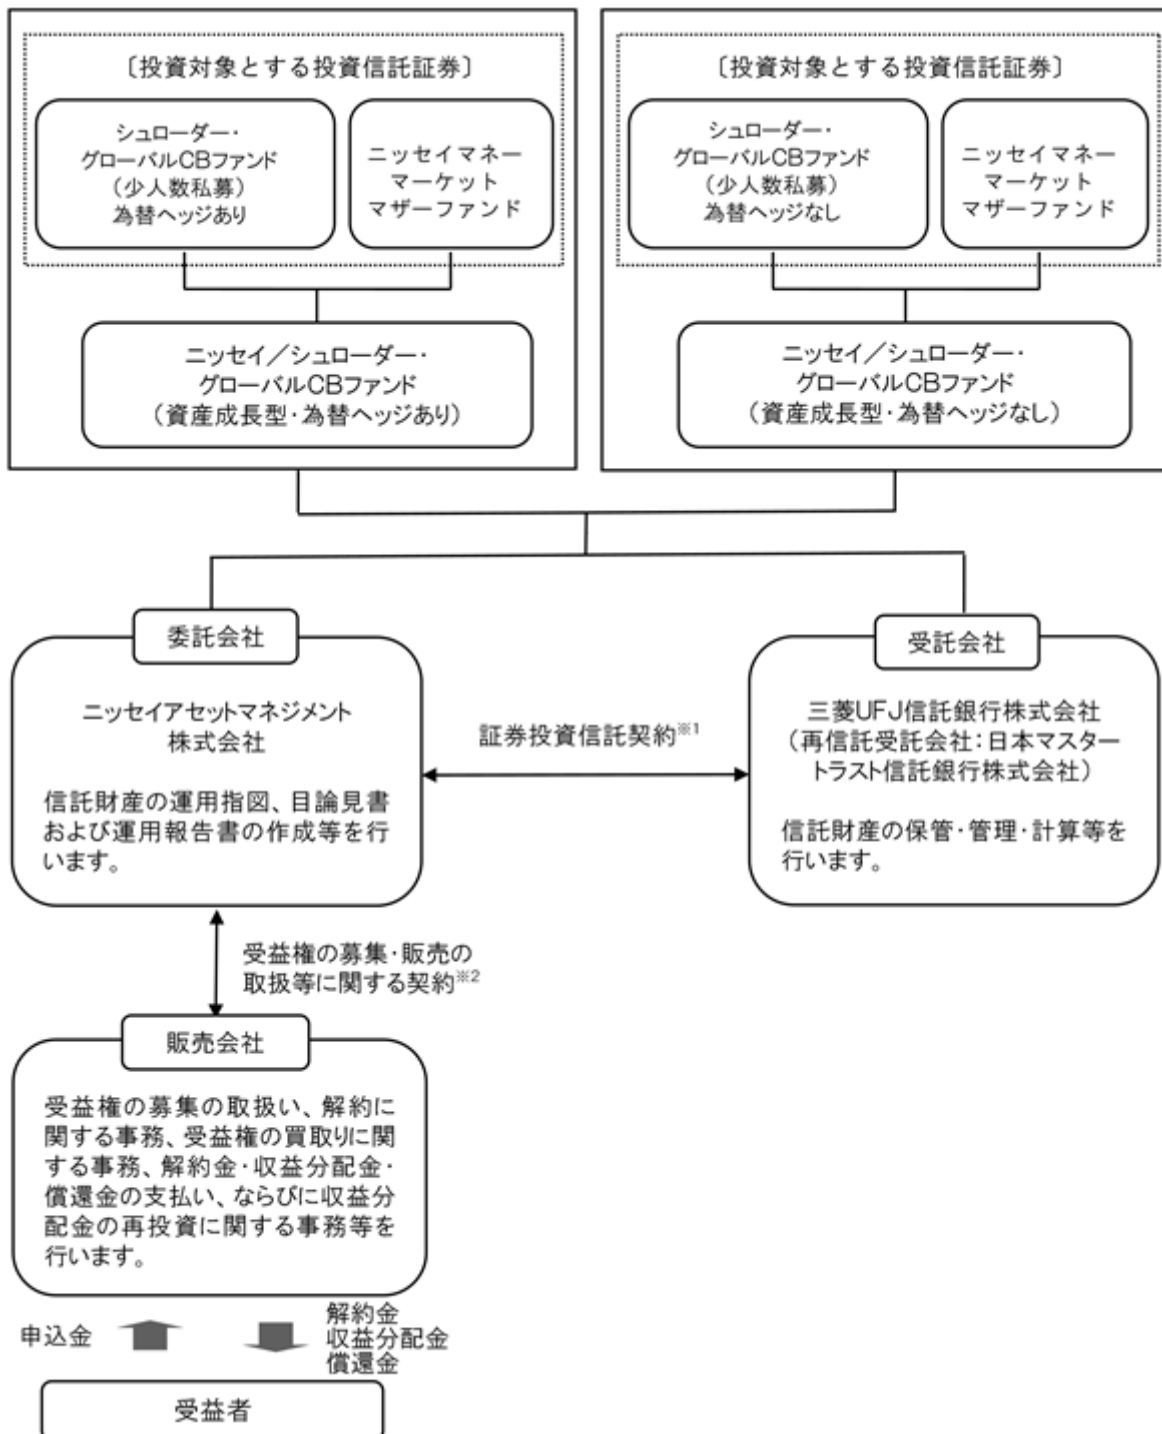 〔投資対象とする投資信託証券〕
シュローダー・
グローバルCBファンド
（少人数私募）
為替ヘッジあり
ニッセイマネー
マーケット
マザーファンド
ニッセイ／シュローダー・
グローバルCBファンド
（資産成長型・為替ヘッジあり）
〔投資対象とする投資信託証券〕
シュローダー・
グローバルCBファンド
（少人数私募）
為替ヘッジなし
ニッセイマネー
マーケット
マザーファンド
ニッセイ／シュローダー・
グローバルCBファンド
（資産成長型・為替ヘッジなし）
委託会社
ニッセイアセットマネジメント
株式会社
信託財産の運用指図、目論見書
および運用報告書の作成等を行
います。
証券投資信託契約※1
受託会社
三菱UFJ信託銀行株式会社
（再信託受託会社：日本マスター
トラスト信託銀行株式会社）
信託財産の保管・管理・計算等を
行います。
受益権の募集・販売の
取扱等に関する契約※2
販売会社
受益権の募集の取扱い、解約に
関する事務、受益権の買取りに関
する事務、解約金・収益分配金・
償還金の支払い、ならびに収益分
配金の再投資に関する事務等を
行います。
申込金
解約金
収益分配金
償還金
受益者